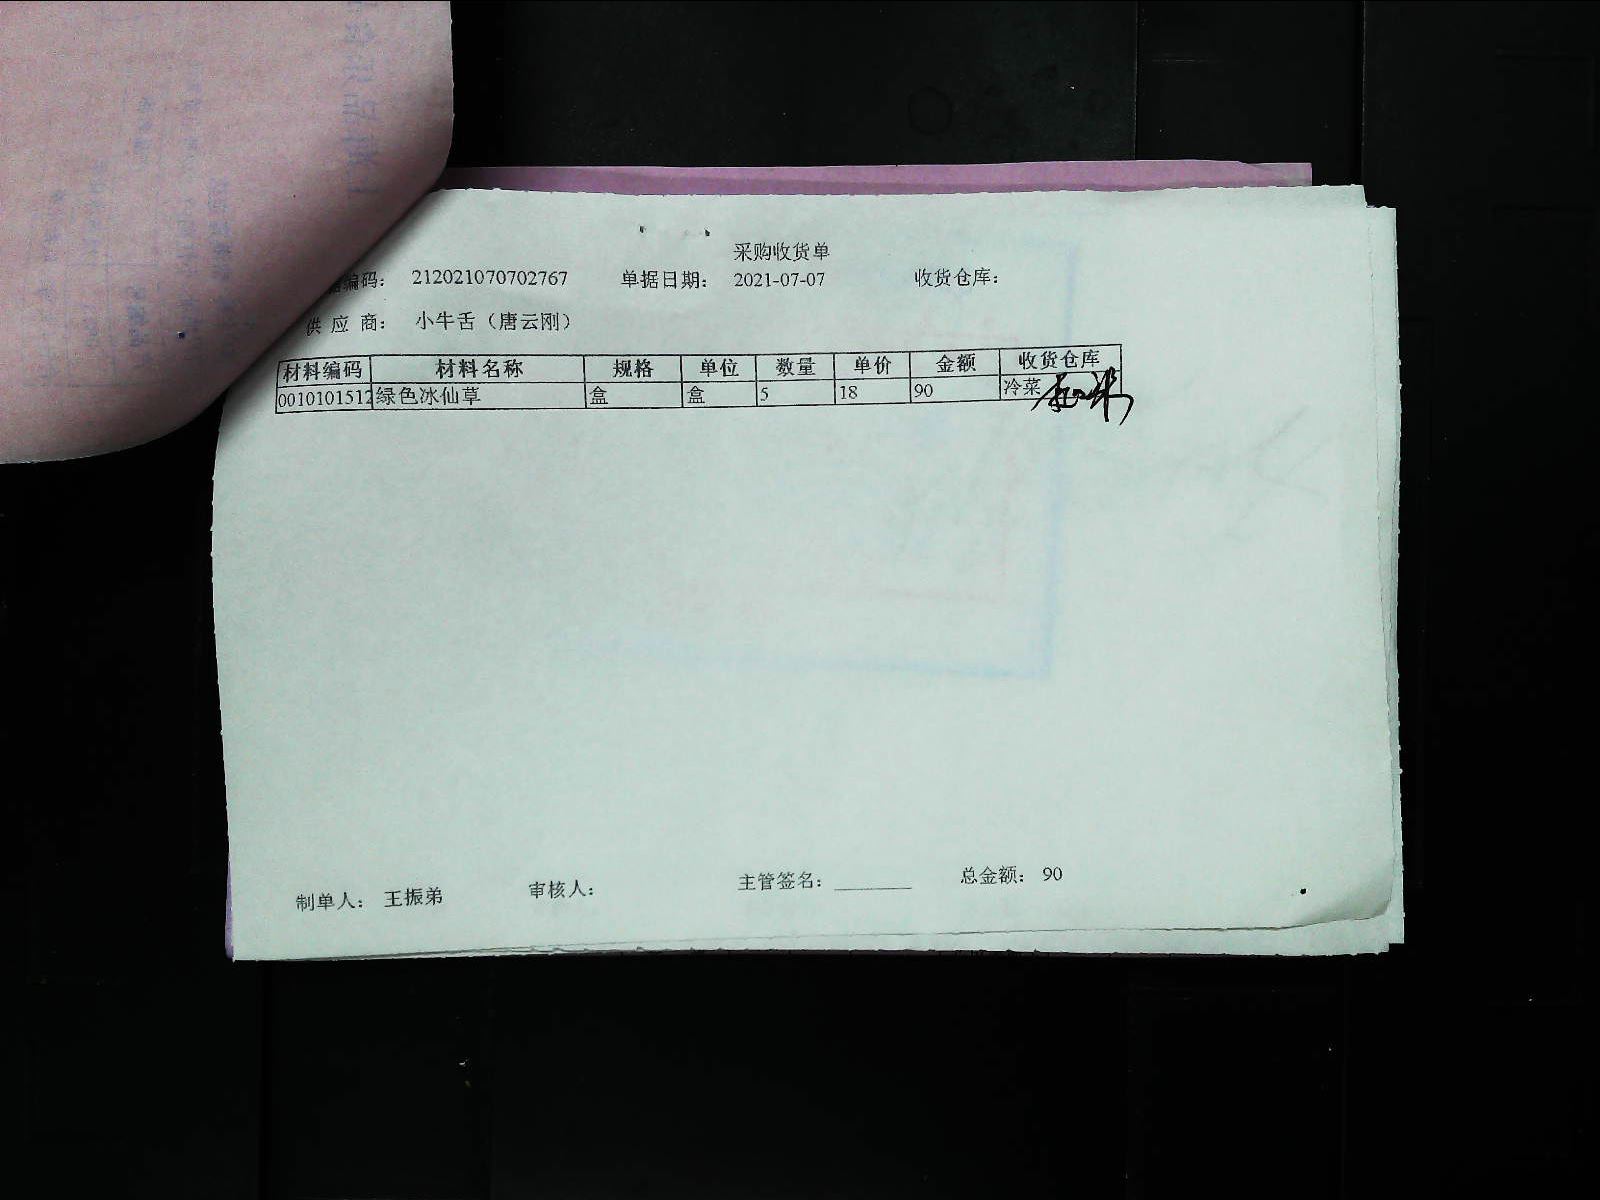 采购收货单
编码: 212021070702767 单据日期: 2021-07-07 收货仓库:
供应商: 小牛舌（唐云刚）
材料编码 材料名称 规格 单位 数量 单价 金额 收货仓库
0010101512 绿色冰仙草 盒 盒 5 18 90 冷菜
制单人: 王振弟 审核人: 主管签名: ________ 总金额: 90